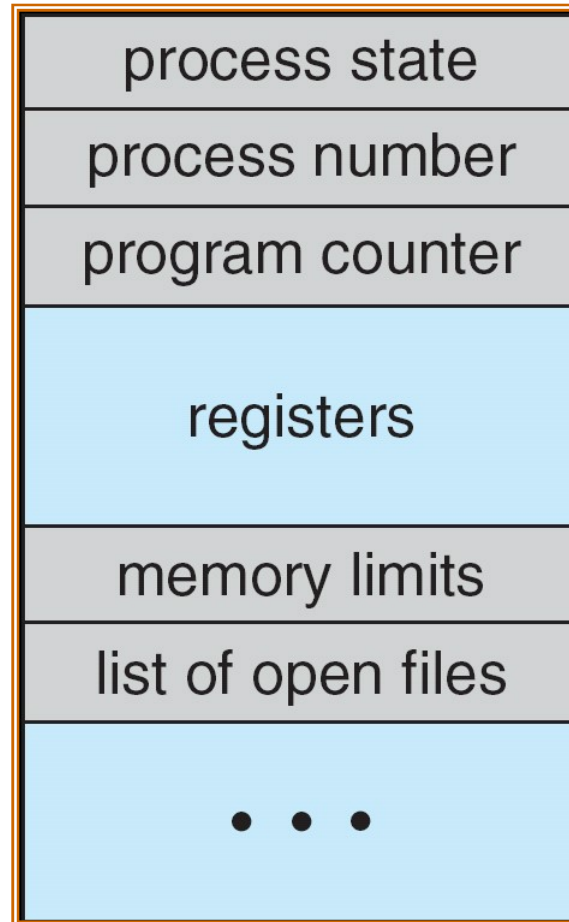 process state
process number
program counter
registers
memory limits
list of open files
• • •